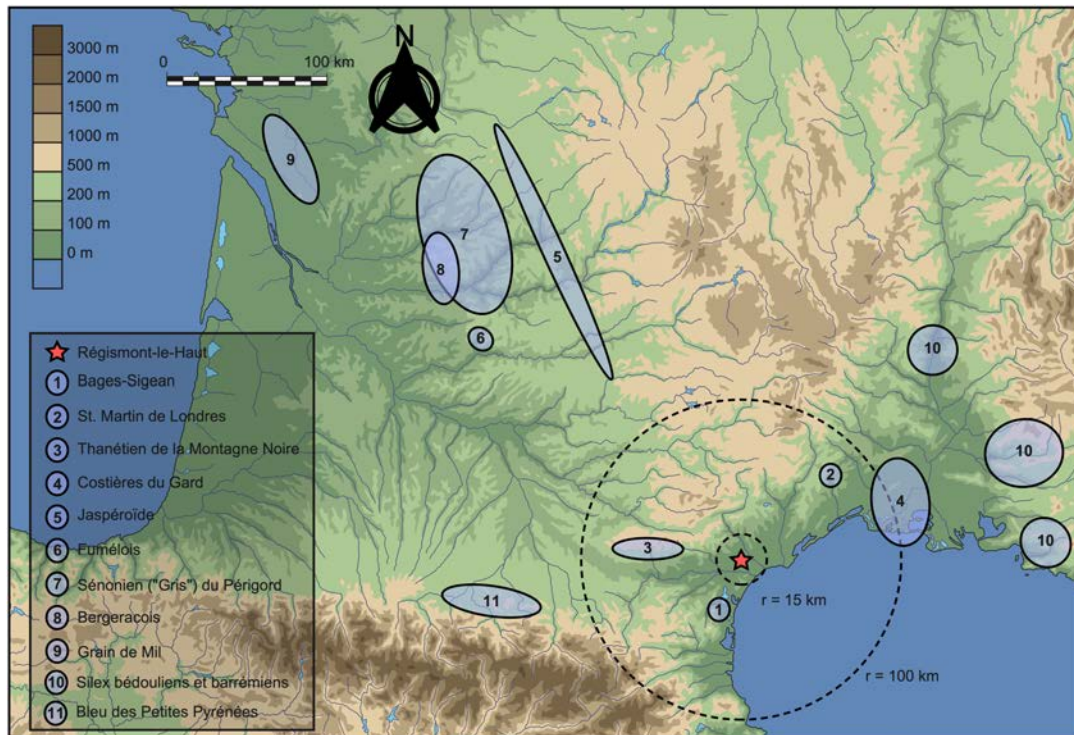 3000 m
2000 m
1500 m
1000 m
500 m
200 m
100 m
0 m
0 100 km
N
9
7
8
5
6
10
10
10
2
4
3
1
11
r = 15 km
r = 100 km
Régismont-le-Haut
1 Bages-Sigean
2 St. Martin de Londres
3 Thanétien de la Montagne Noire
4 Costières du Gard
5 Jaspéroïde
6 Fumélois
7 Sénonien ("Gris") du Périgord
8 Bergeracois
9 Grain de Mil
10 Silex bédouliens et barrémiens
11 Bleu des Petites Pyrénées